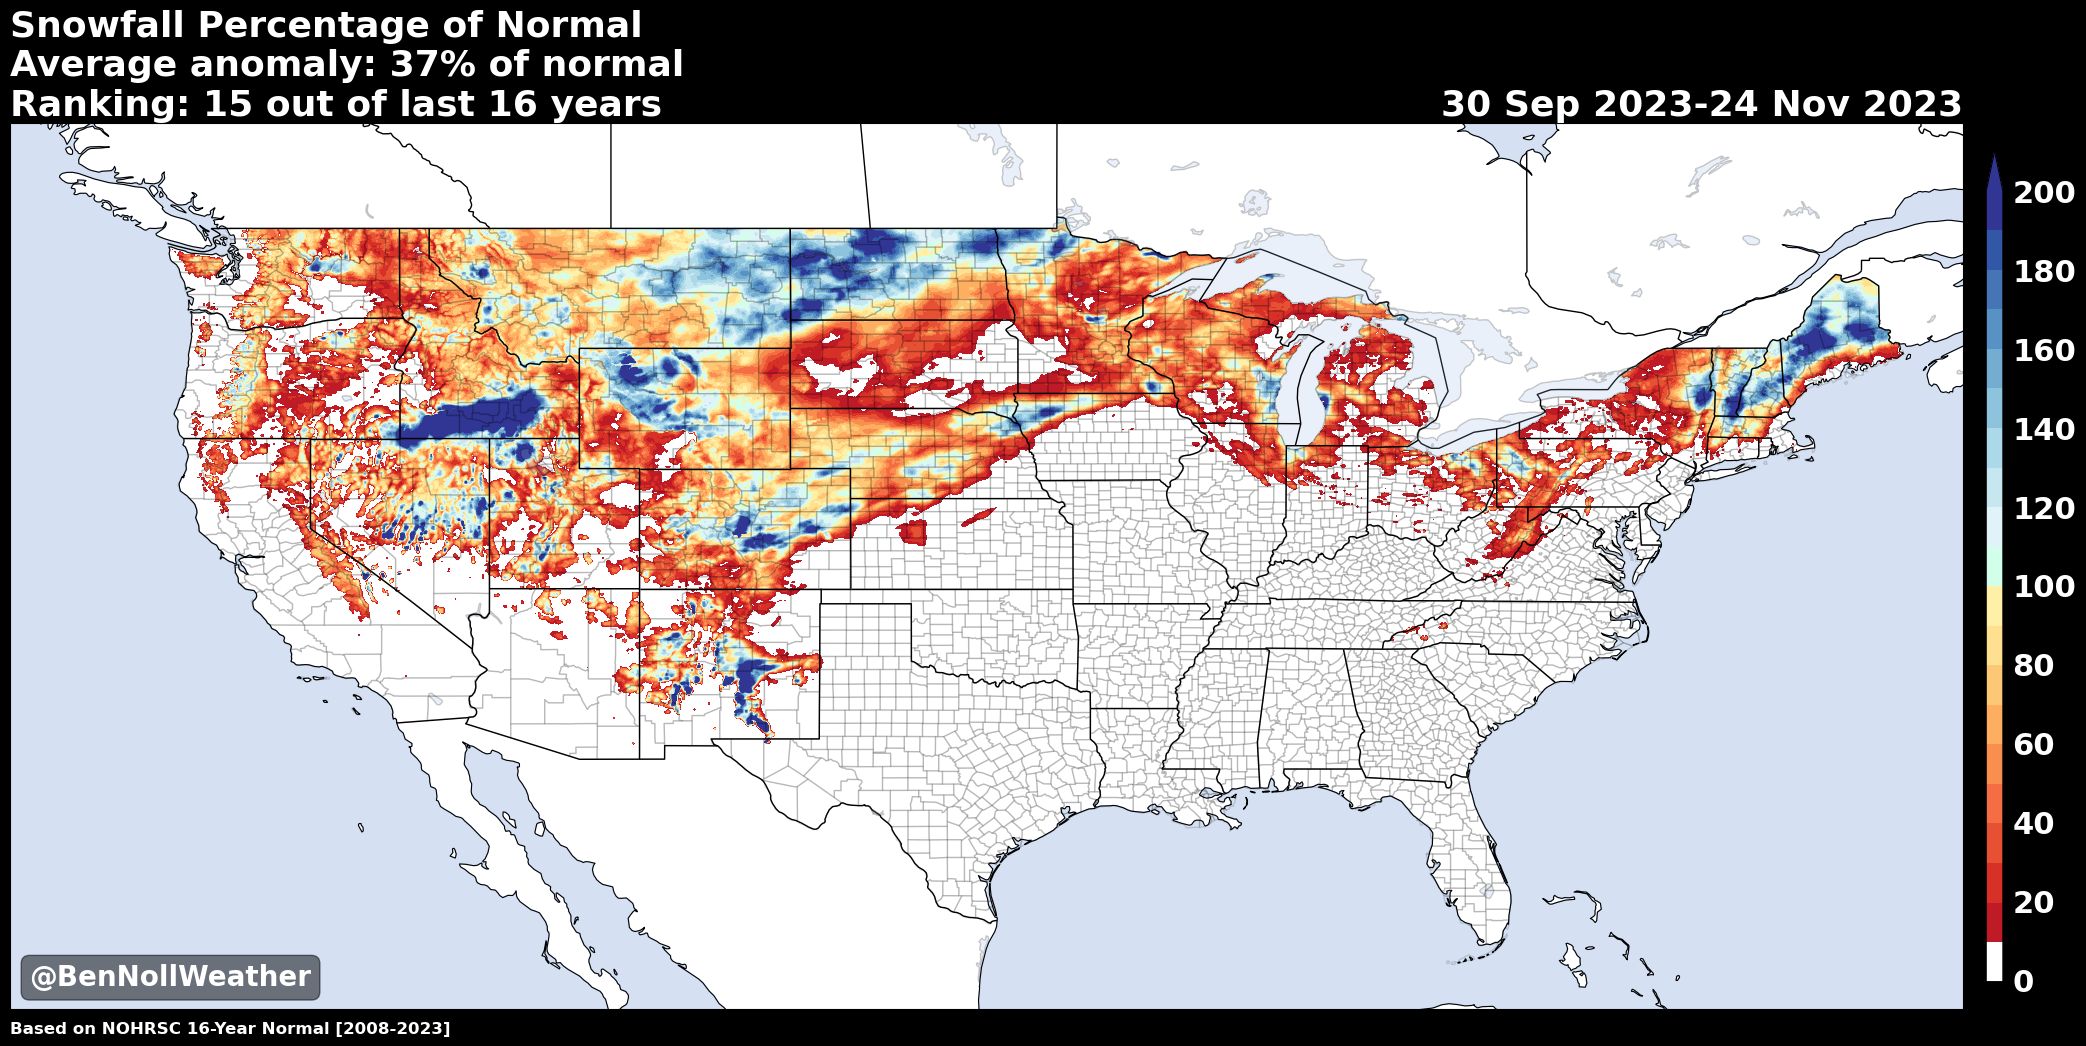 Snowfall Percentage of Normal
Average anomaly: 37% of normal
Ranking: 15 out of last 16 years
30 Sep 2023-24 Nov 2023
200
180
160
140
120
100
80
60
40
20
0
@BenNollWeather
Based on NOHRSC 16-Year Normal [2008-2023]